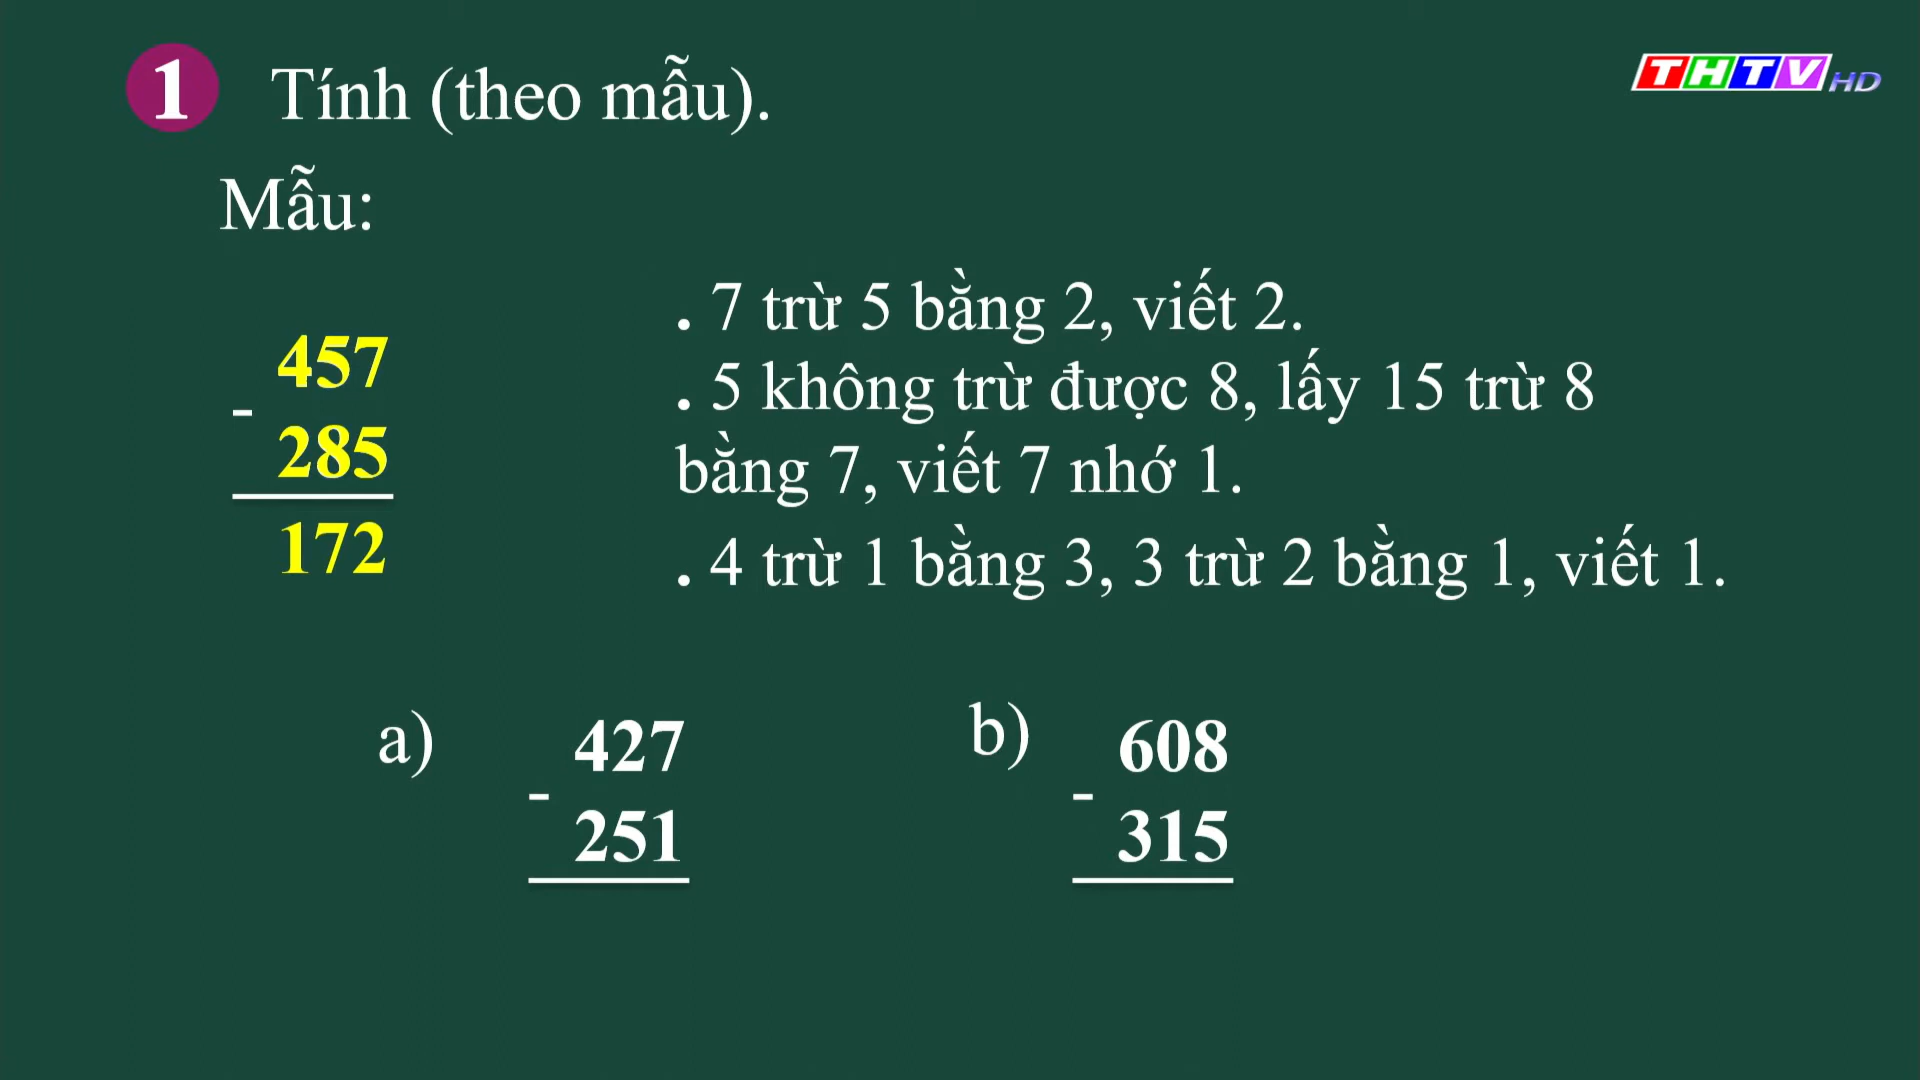 1 Tính (theo mẫu).
THTV HD
Mẫu:
457
-
285
172
. 7 trừ 5 bằng 2, viết 2.
. 5 không trừ được 8, lấy 15 trừ 8
bằng 7, viết 7 nhớ 1.
. 4 trừ 1 bằng 3, 3 trừ 2 bằng 1, viết 1.
a)
427
-
251
b)
608
-
315